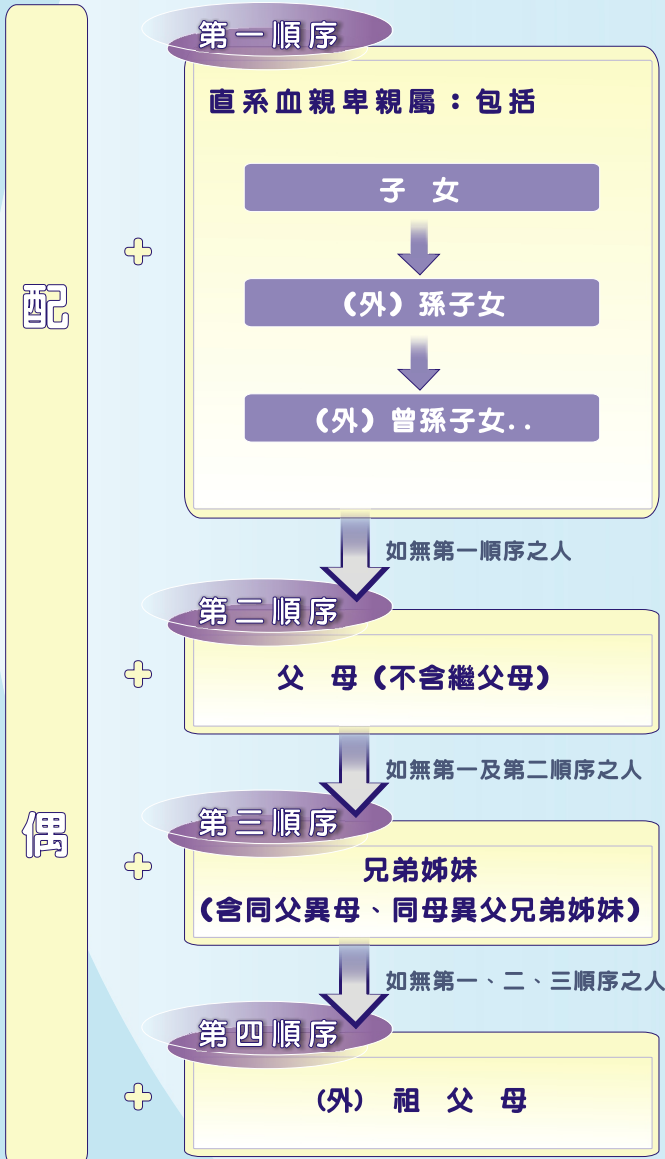 配偶
第一順序
直系血親卑親屬：包括
子 女
（外）孫子女
（外）曾孫子女..
如無第一順序之人
第二順序
父 母（不含繼父母）
如無第一及第二順序之人
第三順序
兄弟姊妹
（含同父異母、同母異父兄弟姊妹）
如無第一、二、三順序之人
第四順序
（外） 祖 父 母